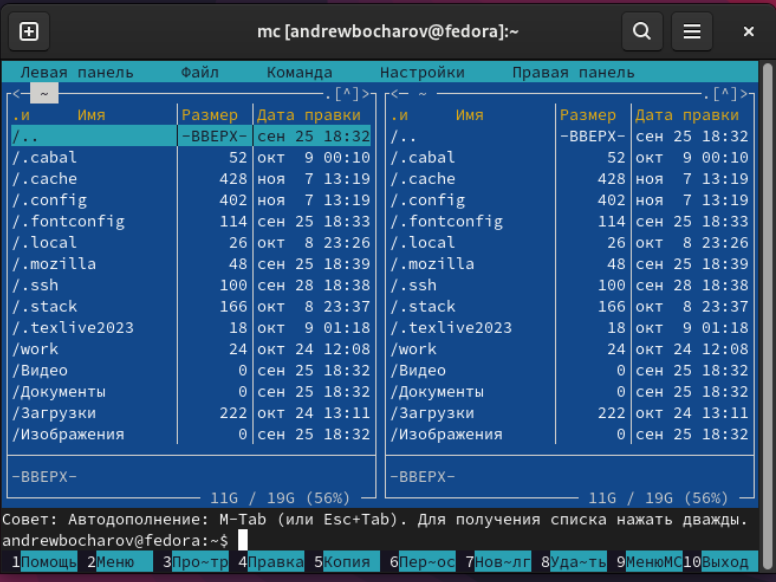 mc [andrewbocharov@fedora]:~
Левая панель Файл Команда Настройки Правая панель
<─ ~ .[^]> <─ ~ .[^]>
.и Имя Размер Дата правки .и Имя Размер Дата правки
/.. -ВВЕРХ- сен 25 18:32 /.. -ВВЕРХ- сен 25 18:32
/.cabal 52 окт 9 00:10 /.cabal 52 окт 9 00:10
/.cache 428 ноя 7 13:19 /.cache 428 ноя 7 13:19
/.config 402 ноя 7 13:19 /.config 402 ноя 7 13:19
/.fontconfig 114 сен 25 18:33 /.fontconfig 114 сен 25 18:33
/.local 26 окт 8 23:26 /.local 26 окт 8 23:26
/.mozilla 48 сен 25 18:39 /.mozilla 48 сен 25 18:39
/.ssh 100 сен 28 18:38 /.ssh 100 сен 28 18:38
/.stack 166 окт 8 23:37 /.stack 166 окт 8 23:37
/.texlive2023 18 окт 9 01:18 /.texlive2023 18 окт 9 01:18
/work 24 окт 24 12:08 /work 24 окт 24 12:08
/Видео 0 сен 25 18:32 /Видео 0 сен 25 18:32
/Документы 0 сен 25 18:32 /Документы 0 сен 25 18:32
/Загрузки 222 окт 24 13:11 /Загрузки 222 окт 24 13:11
/Изображения 0 сен 25 18:32 /Изображения 0 сен 25 18:32
-ВВЕРХ- -ВВЕРХ-
11G / 19G (56%) 11G / 19G (56%)
Совет: Автодополнение: M-Tab (или Esc+Tab). Для получения списка нажать дважды.
andrewbocharov@fedora:~$
1Помощь 2Меню 3Про~тр 4Правка 5Копия 6Пер~ос 7Нов~лг 8Уда~ть 9МенюMC 10Выход